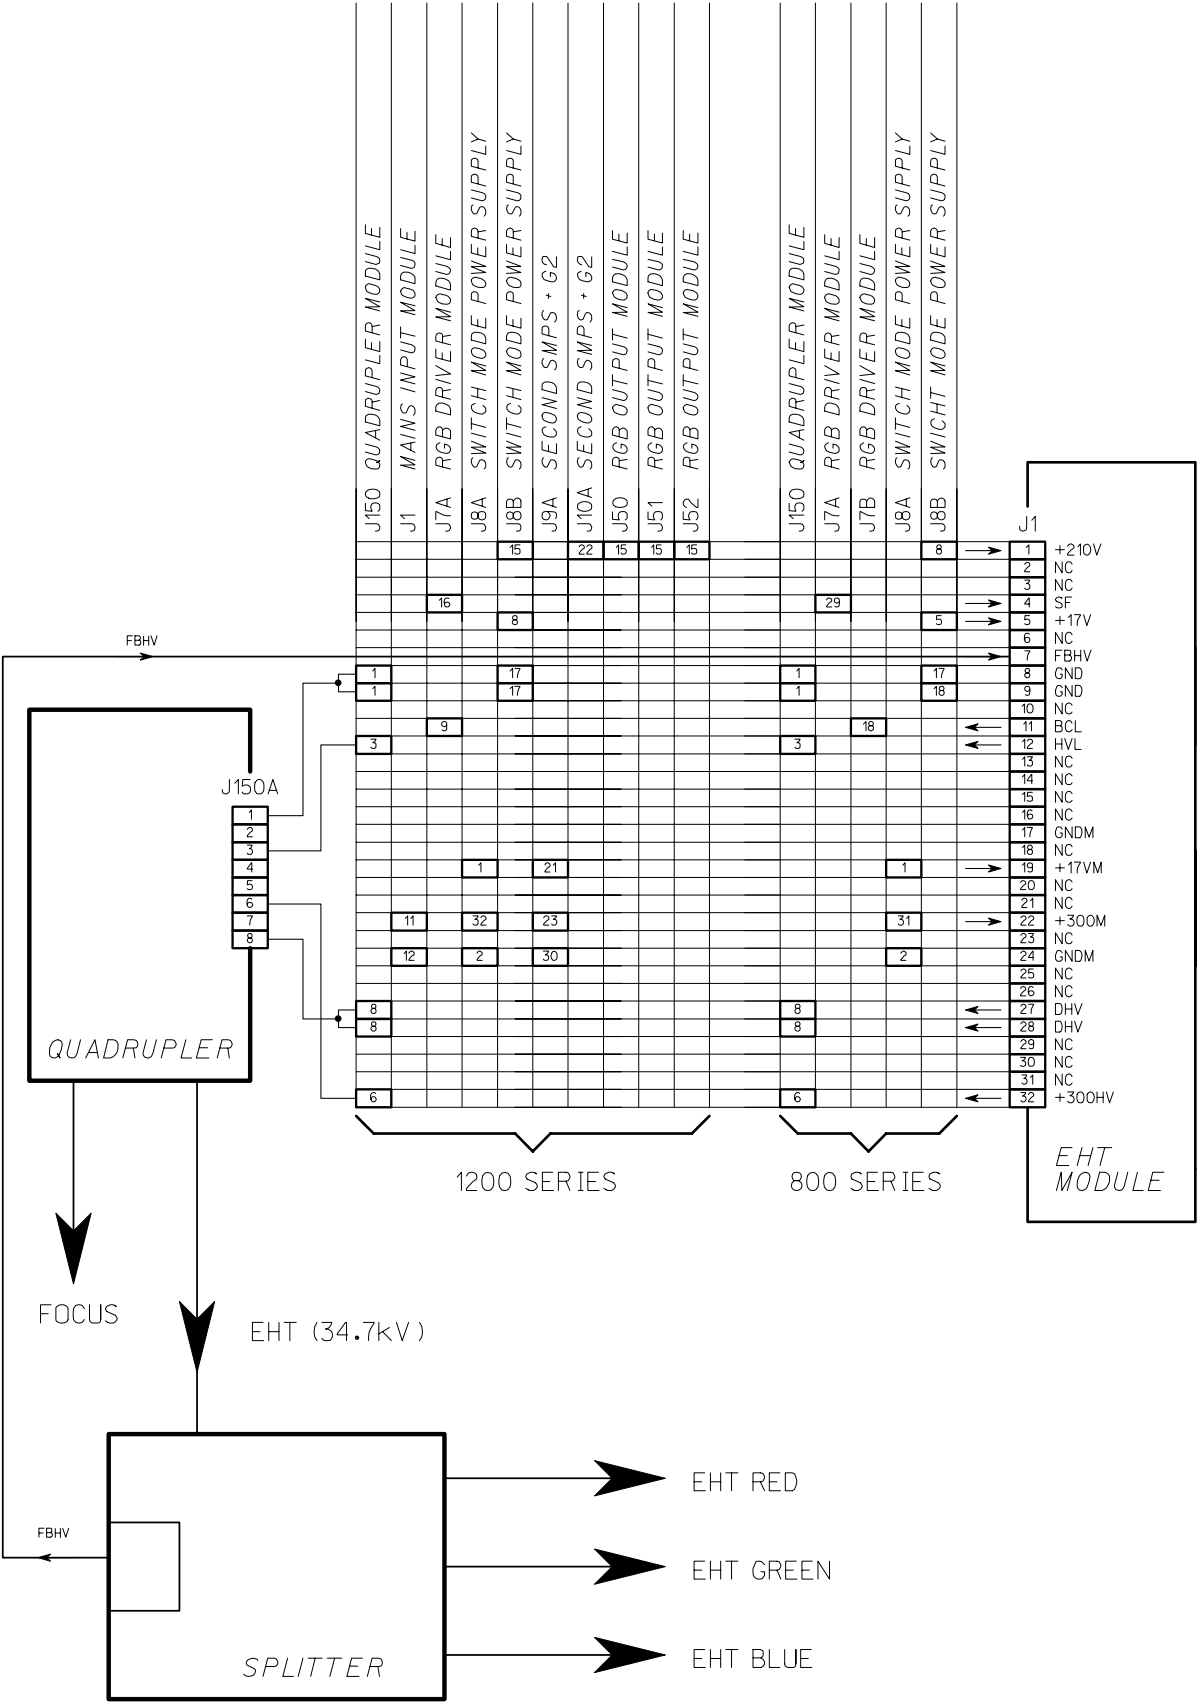 J150 QUADRUPLER MODULE
J1 MAINS INPUT MODULE
J7A RGB DRIVER MODULE
J8A SWITCH MODE POWER SUPPLY
J8B SWITCH MODE POWER SUPPLY
J9A SECOND SMPS + G2
J10A SECOND SMPS + G2
J50 RGB OUTPUT MODULE
J51 RGB OUTPUT MODULE
J52 RGB OUTPUT MODULE
J150 QUADRUPLER MODULE
J7A RGB DRIVER MODULE
J7B RGB DRIVER MODULE
J8A SWITCH MODE POWER SUPPLY
J8B SWICHT MODE POWER SUPPLY
J1
15 22 15 15 15 8 1 +210V
2 NC
3 NC
16 29 4 SF
8 5 5 +17V
6 NC
FBHV 7 FBHV
1 17 1 17 8 GND
1 17 1 18 9 GND
10 NC
9 18 11 BCL
3 3 12 HVL
13 NC
14 NC
15 NC
16 NC
17 GNDM
18 NC
1 21 1 19 +17VM
20 NC
21 NC
11 32 23 31 22 +300M
23 NC
12 2 30 2 24 GNDM
25 NC
26 NC
8 8 27 DHV
8 8 28 DHV
29 NC
30 NC
31 NC
6 6 32 +300HV
J150A
1
2
3
4
5
6
7
8
QUADRUPLER
1200 SERIES
800 SERIES
EHT
MODULE
FOCUS
EHT (34.7kV)
FBHV
EHT RED
EHT GREEN
EHT BLUE
SPLITTER